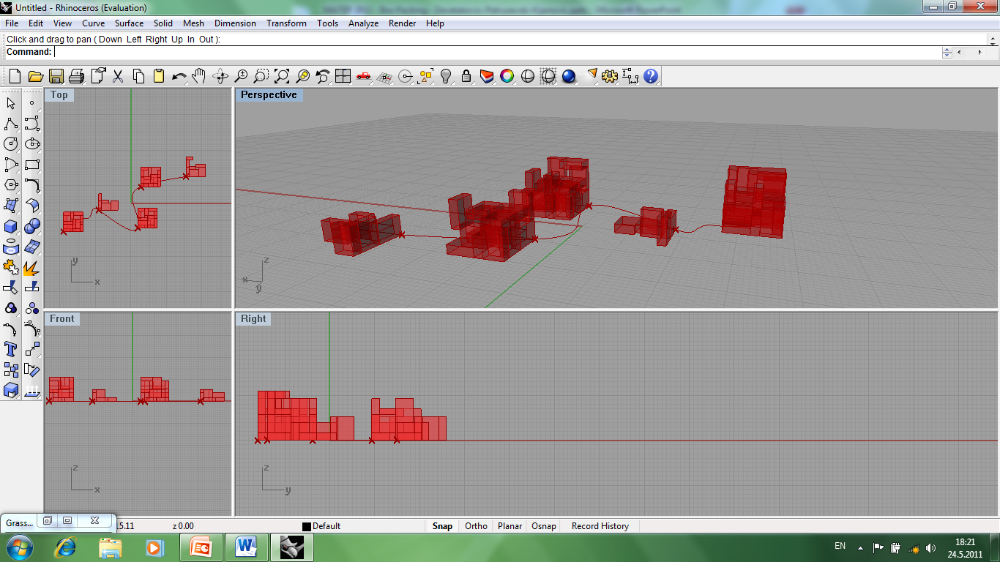 Untitled - Rhinoceros (Evaluation)
File Edit View Curve Surface Solid Mesh Dimension Transform Tools Analyze Render Help
Click and drag to pan ( Down Left Right Up In Out ):
Command:
Top
Perspective
y
x
z
x
y
Front
Right
z
x
z
y
Grass...
5.11 z 0.00 Default Snap Ortho Planar Osnap Record History
EN
18:21
24.5.2011